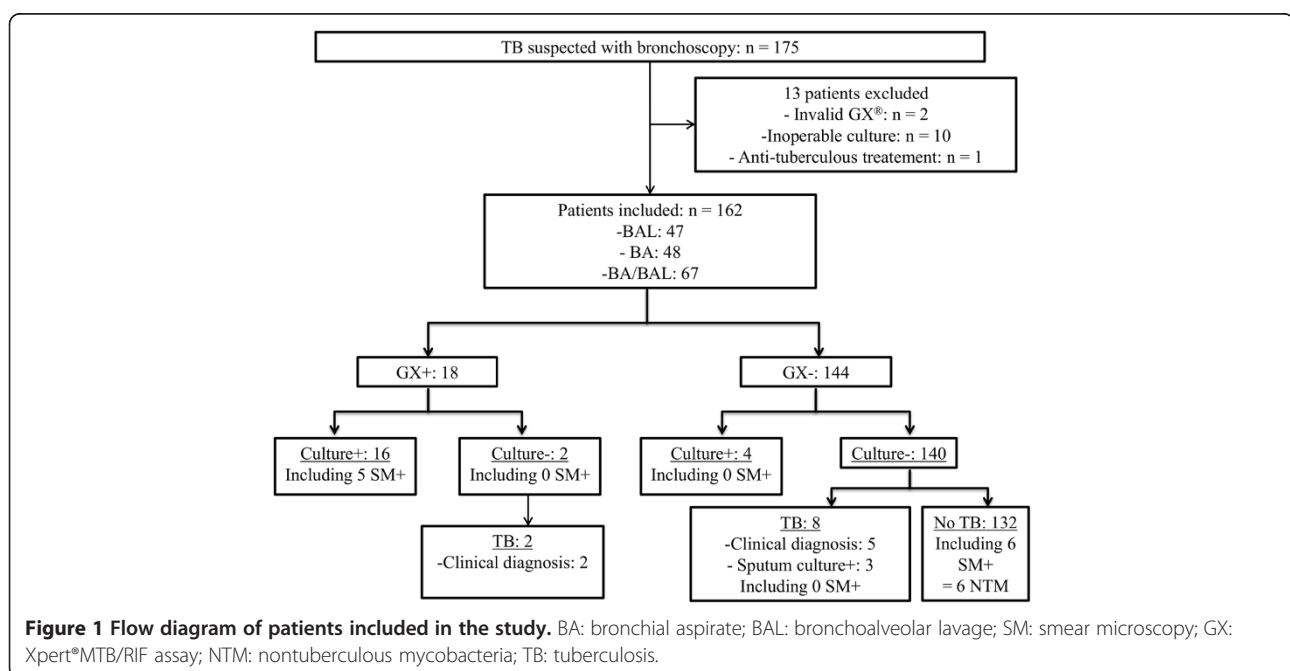 TB suspected with bronchoscopy: n = 175
13 patients excluded
- Invalid GX®: n = 2
-Inoperable culture: n = 10
- Anti-tuberculous treatement: n = 1
Patients included: n = 162
-BAL: 47
- BA: 48
-BA/BAL: 67
GX+: 18
GX-: 144
Culture+: 16
Including 5 SM+
Culture-: 2
Including 0 SM+
Culture+: 4
Including 0 SM+
Culture-: 140
TB: 2
-Clinical diagnosis: 2
TB: 8
-Clinical diagnosis: 5
- Sputum culture+: 3
Including 0 SM+
No TB: 132
Including 6
SM+
= 6 NTM
Figure 1 Flow diagram of patients included in the study. BA: bronchial aspirate; BAL: bronchoalveolar lavage; SM: smear microscopy; GX:
Xpert®MTB/RIF assay; NTM: nontuberculous mycobacteria; TB: tuberculosis.